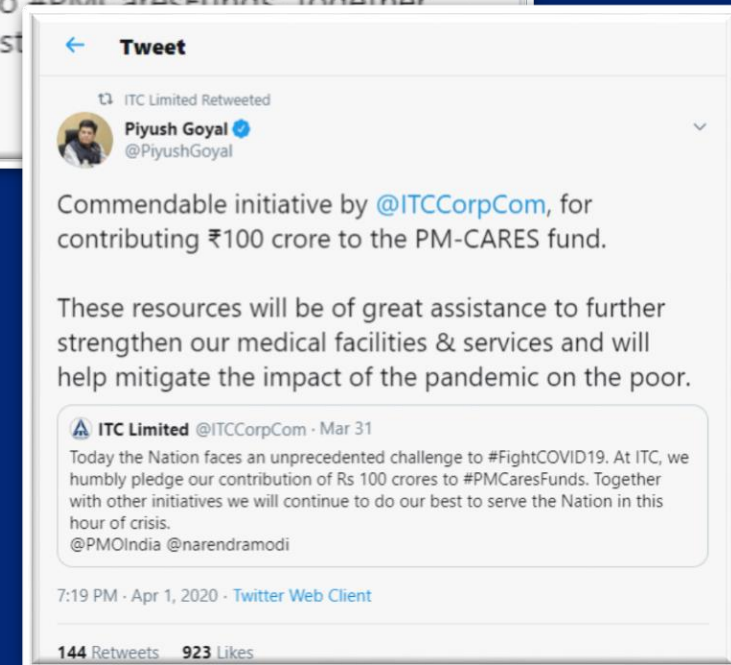 st
Tweet
ITC Limited Retweeted
Piyush Goyal
@PiyushGoyal
Commendable initiative by @ITCCorpCom, for
contributing ₹100 crore to the PM-CARES fund.
These resources will be of great assistance to further
strengthen our medical facilities & services and will
help mitigate the impact of the pandemic on the poor.
ITC Limited @ITCCorpCom · Mar 31
Today the Nation faces an unprecedented challenge to #FightCOVID19. At ITC, we
humbly pledge our contribution of Rs 100 crores to #PMCaresFunds. Together
with other initiatives we will continue to do our best to serve the Nation in this
hour of crisis.
@PMOIndia @narendramodi
7:19 PM · Apr 1, 2020 · Twitter Web Client
144 Retweets 923 Likes